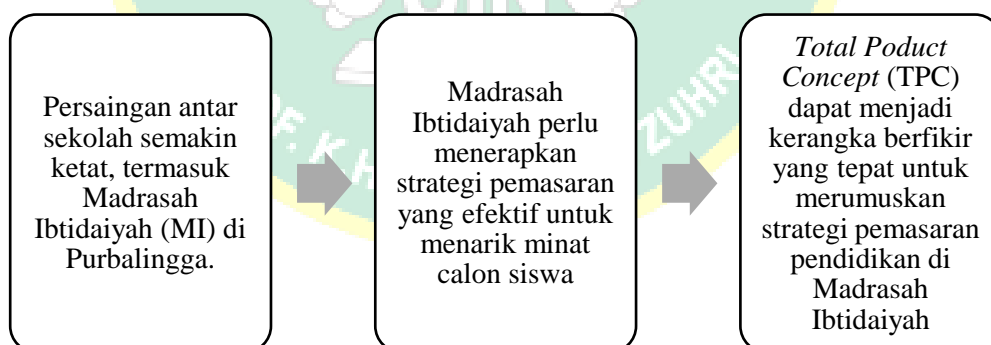 Persaingan antar
sekolah semakin
ketat, termasuk
Madrasah
Ibtidaiyah (MI) di
Purbalingga.
Madrasah
Ibtidaiyah perlu
menerapkan
strategi pemasaran
yang efektif untuk
menarik minat
calon siswa
Total Poduct
Concept (TPC)
dapat menjadi
kerangka berfikir
yang tepat untuk
merumuskan
strategi pemasaran
pendidikan di
Madrasah
Ibtidaiyah
ZUHRI